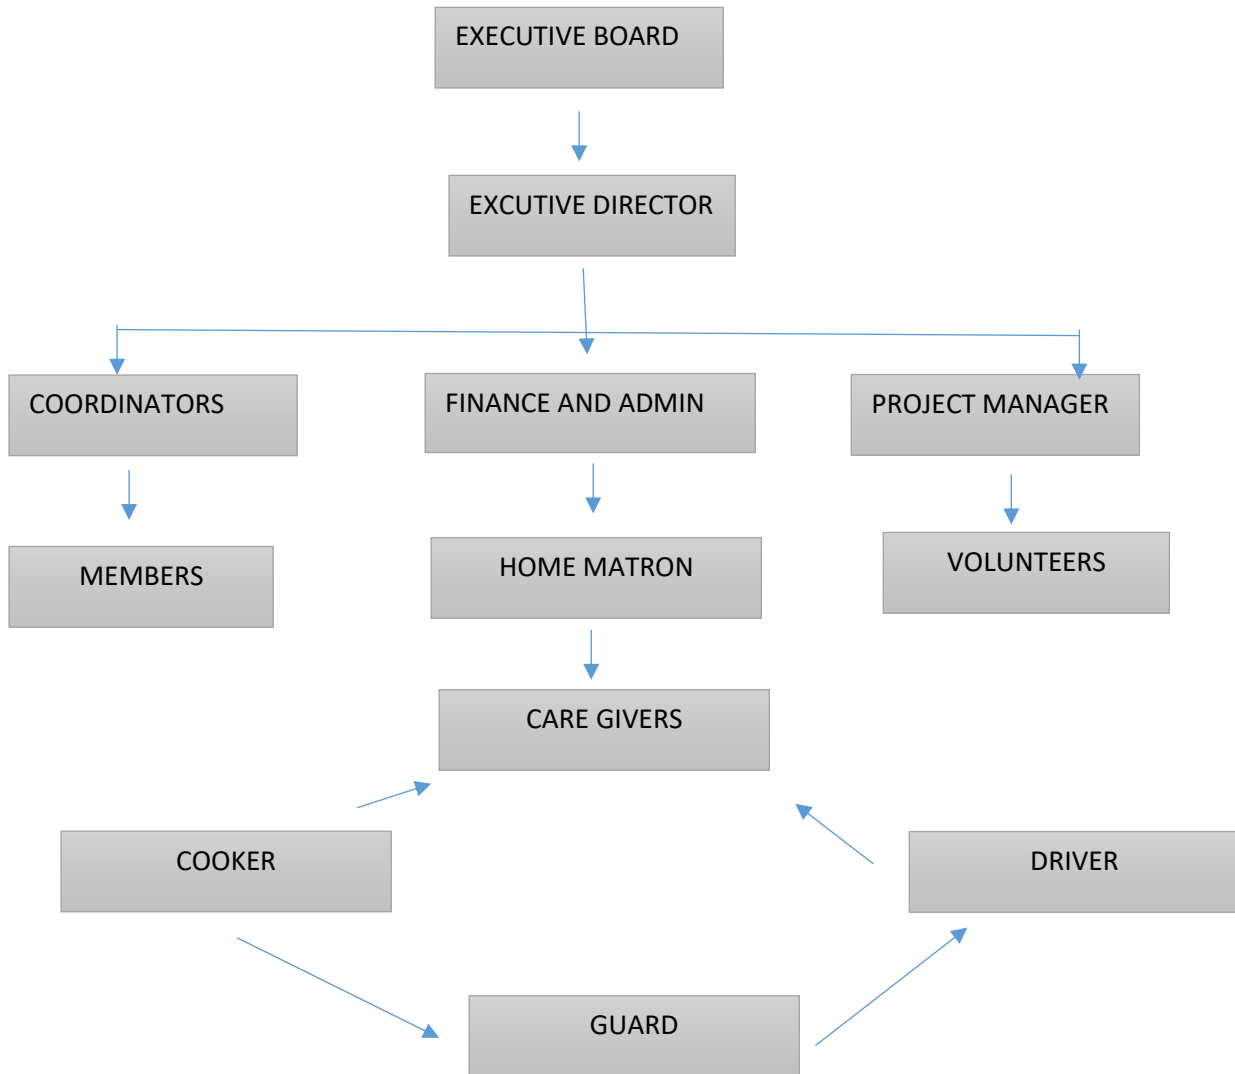 EXECUTIVE BOARD
EXCUTIVE DIRECTOR
COORDINATORS
FINANCE AND ADMIN
PROJECT MANAGER
MEMBERS
HOME MATRON
VOLUNTEERS
CARE GIVERS
COOKER
DRIVER
GUARD